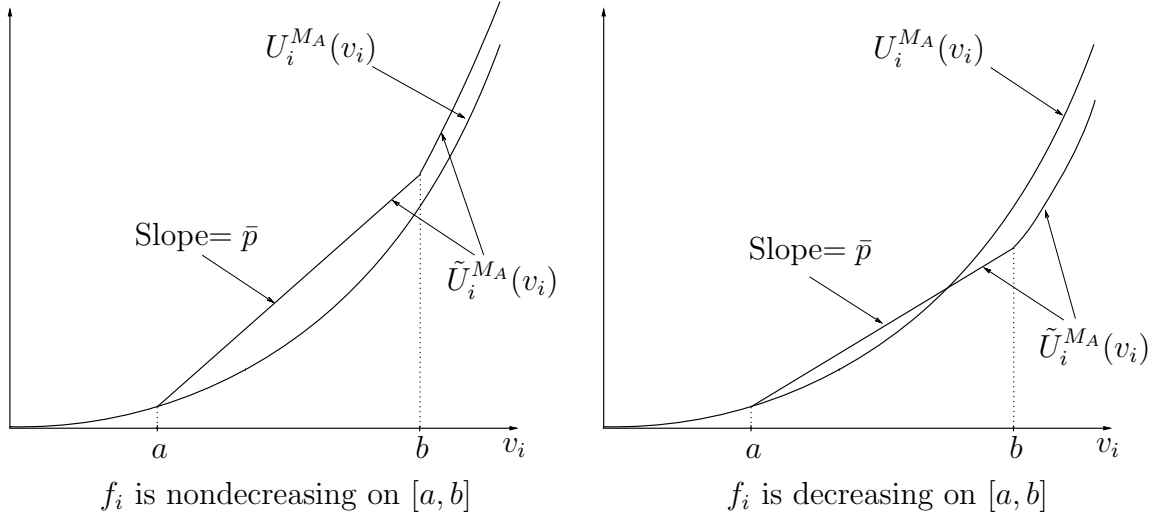 U_i^{M_A}(v_i)
Slope= p̄
Ũ_i^{M_A}(v_i)
a
b
v_i
f_i is nondecreasing on [a, b]
U_i^{M_A}(v_i)
Slope= p̄
Ũ_i^{M_A}(v_i)
a
b
v_i
f_i is decreasing on [a, b]